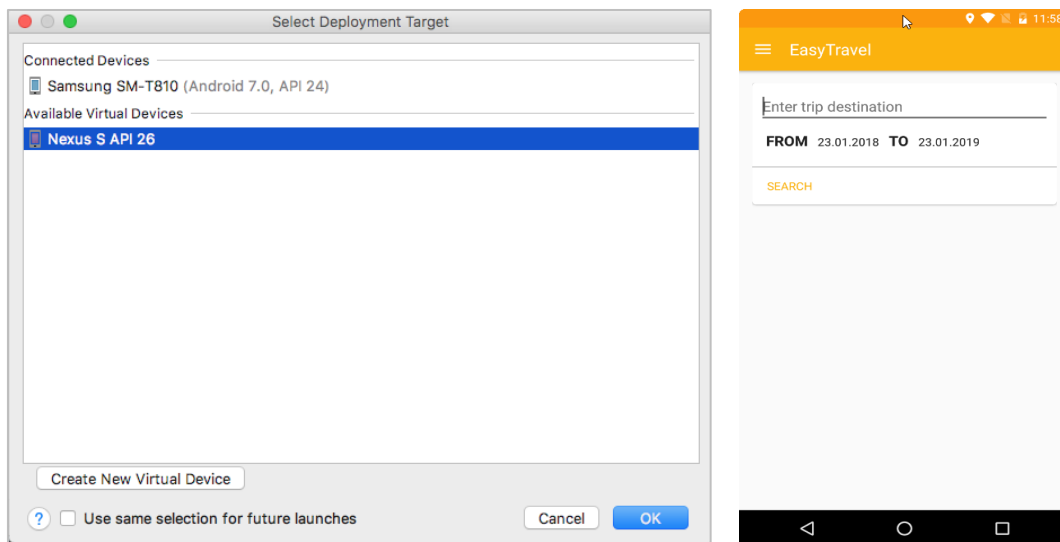 Select Deployment Target
Connected Devices
Samsung SM-T810 (Android 7.0, API 24)
Available Virtual Devices
Nexus S API 26
Create New Virtual Device
? Use same selection for future launches
Cancel OK
11:58
EasyTravel
Enter trip destination
FROM 23.01.2018 TO 23.01.2019
SEARCH